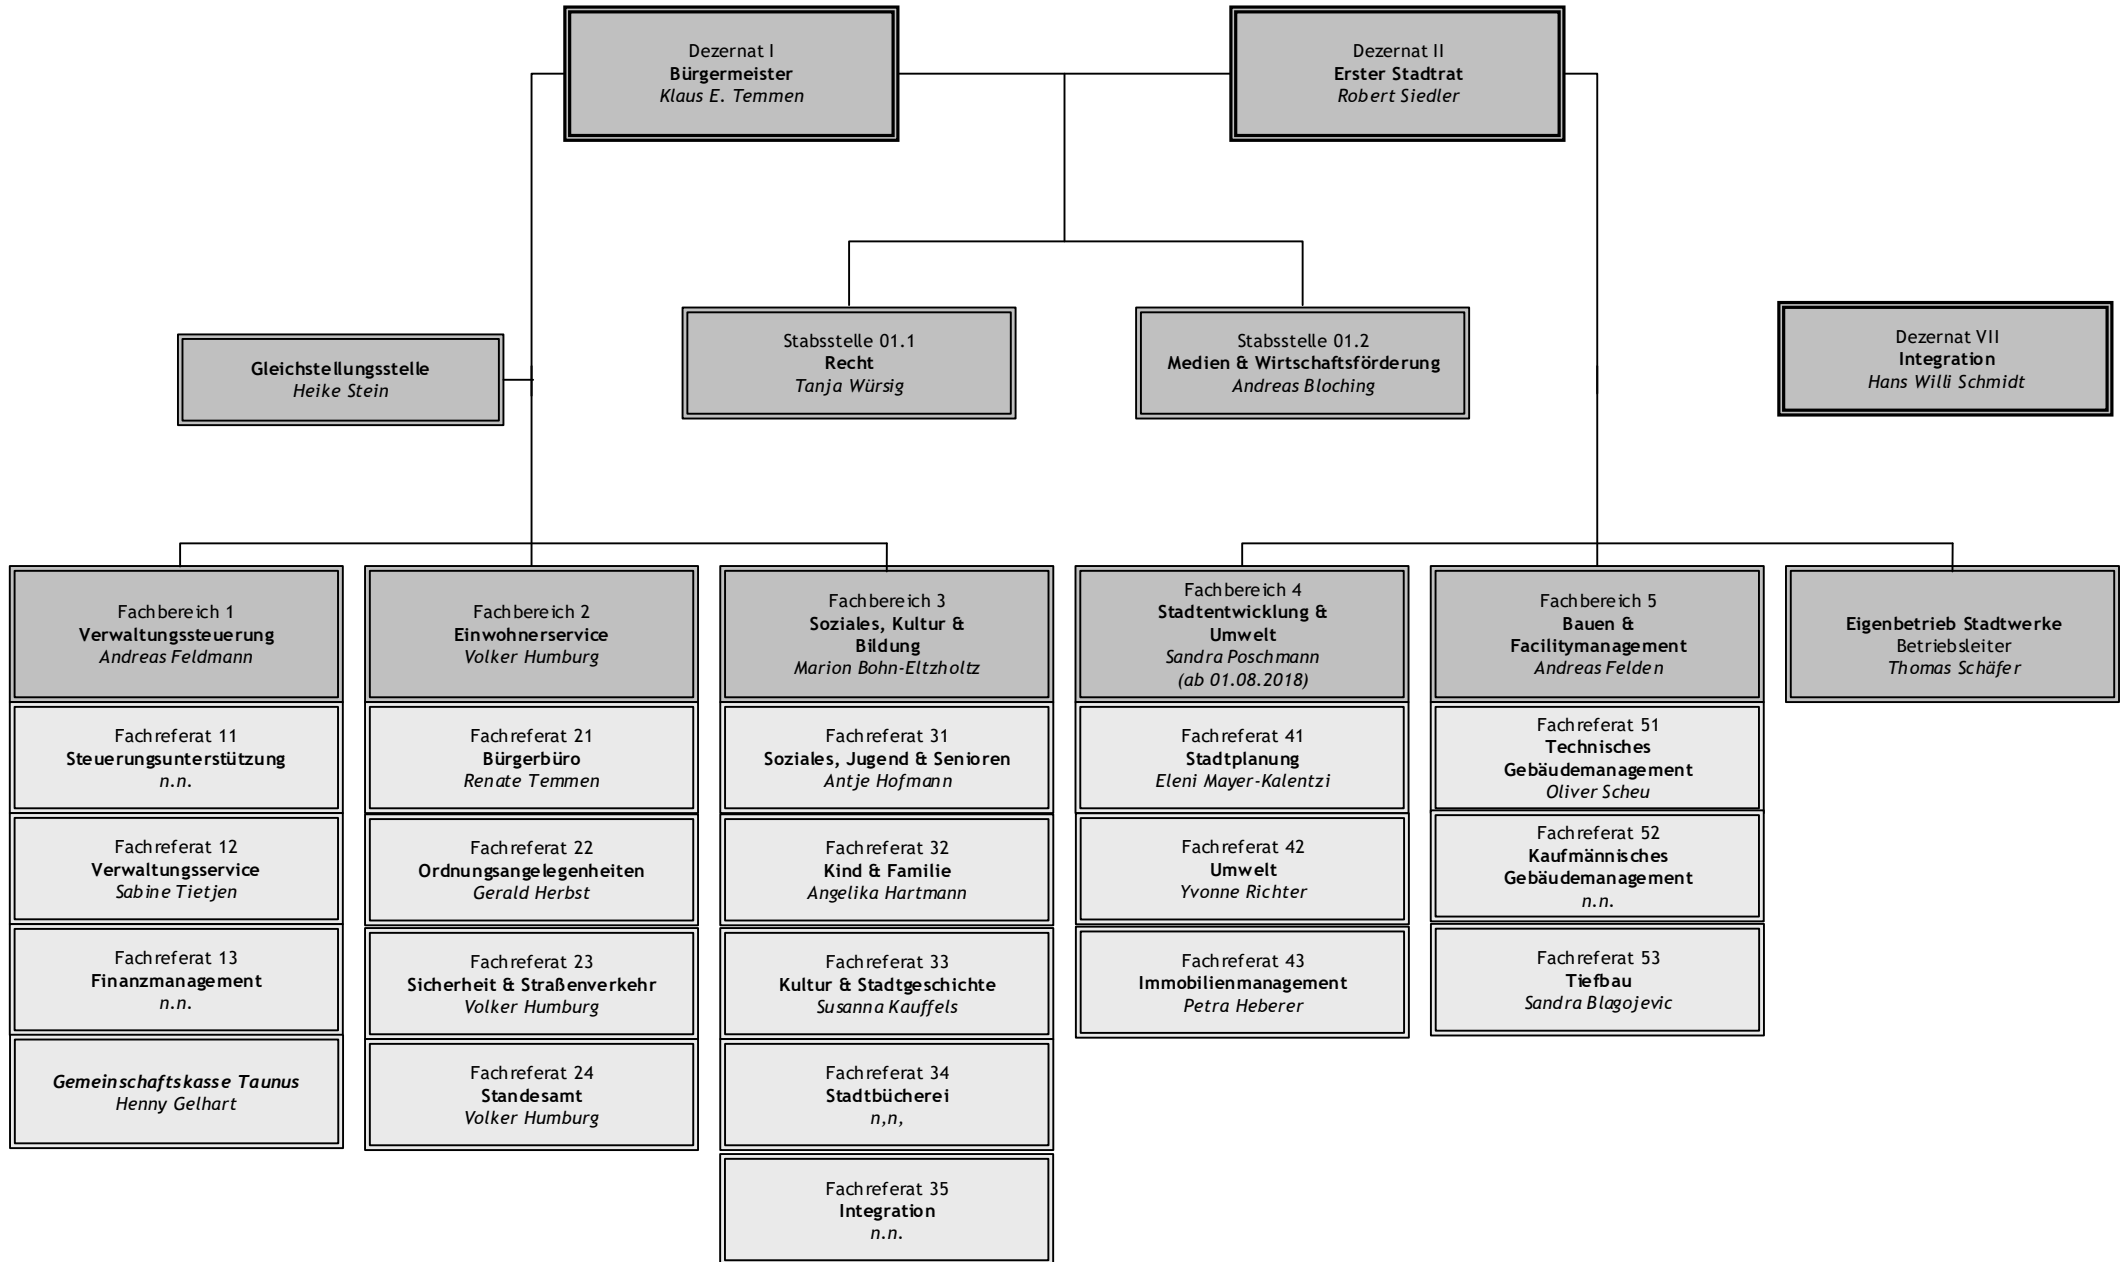 Dezernat I
Bürgermeister
Klaus E. Temmen
Dezernat II
Erster Stadtrat
Robert Siedler
Gleichstellungsstelle
Heike Stein
Stabsstelle 01.1
Recht
Tanja Würsig
Stabsstelle 01.2
Medien & Wirtschaftsförderung
Andreas Bloching
Dezernat VII
Integration
Hans Willi Schmidt
Fachbereich 1
Verwaltungssteuerung
Andreas Feldmann
Fachreferat 11
Steuerungsunterstützung
n.n.
Fachreferat 12
Verwaltungsservice
Sabine Tietjen
Fachreferat 13
Finanzmanagement
n.n.
Gemeinschaftskasse Taunus
Henny Gelhart
Fachbereich 2
Einwohnerservice
Volker Humburg
Fachreferat 21
Bürgerbüro
Renate Temmen
Fachreferat 22
Ordnungsangelegenheiten
Gerald Herbst
Fachreferat 23
Sicherheit & Straßenverkehr
Volker Humburg
Fachreferat 24
Standesamt
Volker Humburg
Fachbereich 3
Soziales, Kultur &
Bildung
Marion Bohn-Eltzholtz
Fachreferat 31
Soziales, Jugend & Senioren
Antje Hofmann
Fachreferat 32
Kind & Familie
Angelika Hartmann
Fachreferat 33
Kultur & Stadtgeschichte
Susanna Kauffels
Fachreferat 34
Stadtbücherei
n,n,
Fachreferat 35
Integration
n.n.
Fachbereich 4
Stadtentwicklung &
Umwelt
Sandra Poschmann
(ab 01.08.2018)
Fachreferat 41
Stadtplanung
Eleni Mayer-Kalentzi
Fachreferat 42
Umwelt
Yvonne Richter
Fachreferat 43
Immobilienmanagement
Petra Heberer
Fachbereich 5
Bauen &
Facilitymanagement
Andreas Felden
Fachreferat 51
Technisches
Gebäudemanagement
Oliver Scheu
Fachreferat 52
Kaufmännisches
Gebäudemanagement
n.n.
Fachreferat 53
Tiefbau
Sandra Blagojevic
Eigenbetrieb Stadtwerke
Betriebsleiter
Thomas Schäfer